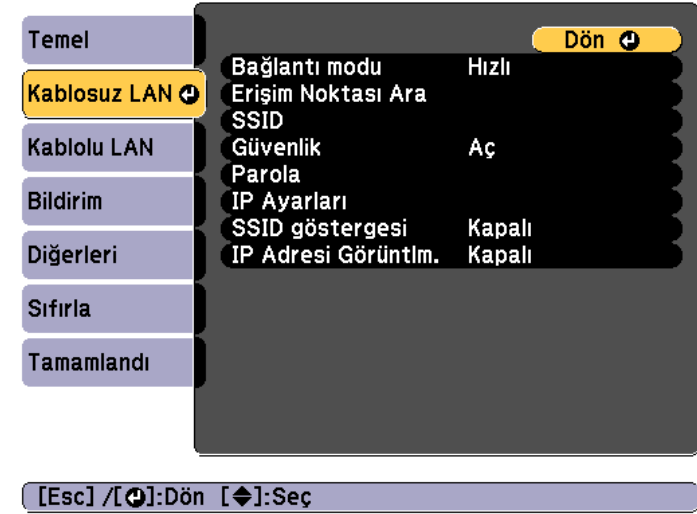 Temel
Kablosuz LAN
Kablolu LAN
Bildirim
Diğerleri
Sıfırla
Tamamlandı
Dön
Bağlantı modu Hızlı
Erişim Noktası Ara
SSID
Güvenlik Aç
Parola
IP Ayarları
SSID göstergesi Kapalı
IP Adresi Görüntlm. Kapalı
[Esc] /[⏎]:Dön [◆]:Seç